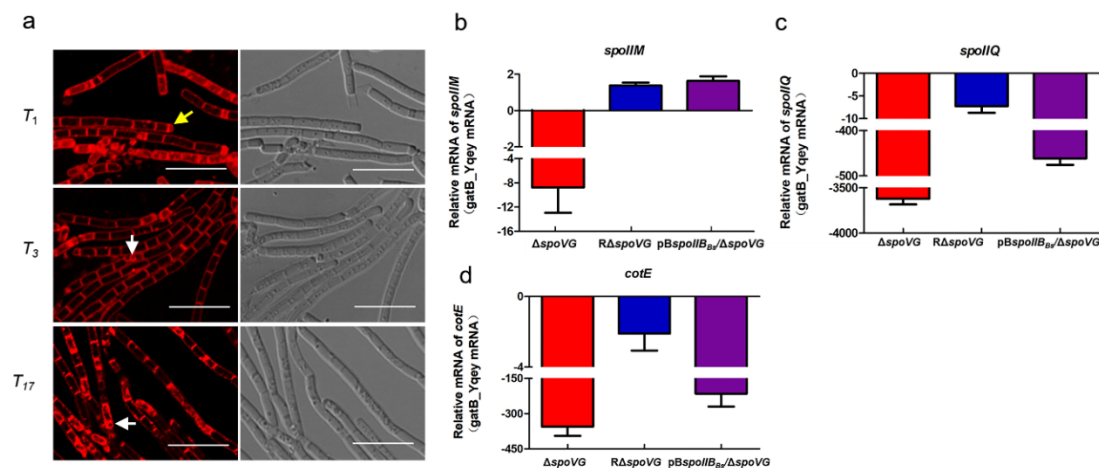 a
T1
T3
T17
b
spoIIM
Relative mRNA of spoIIM
(gatB_Yqey mRNA)
2
0
2
-4
-8
-12
-16
ΔspoVG
RΔspoVG
pBspoIIBBs/ΔspoVG
c
spoIIQ
Relative mRNA of spoIIQ
(gatB_Yqey mRNA)
0
-5
-10
-400
-500
-3500
-4000
ΔspoVG
RΔspoVG
pBspoIIBBs/ΔspoVG
d
cotE
Relative mRNA of cotE
(gatB_Yqey mRNA)
0
-4
-150
-300
-450
ΔspoVG
RΔspoVG
pBspoIIBBs/ΔspoVG